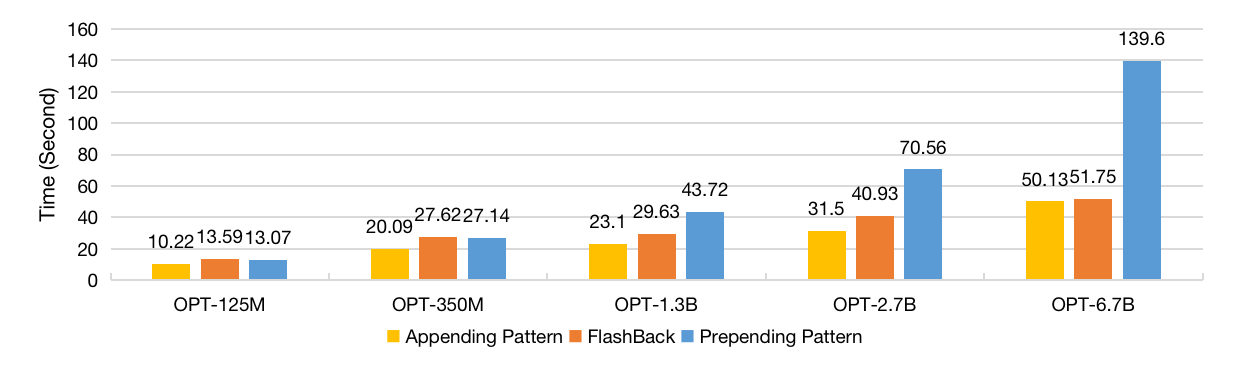 160
140
120
100
80
60
40
20
0
Time (Second)
10.22 13.59 13.07
20.09 27.62 27.14
23.1 29.63 43.72
31.5 40.93 70.56
50.13 51.75 139.6
OPT-125M OPT-350M OPT-1.3B OPT-2.7B OPT-6.7B
Appending Pattern FlashBack Prepending Pattern